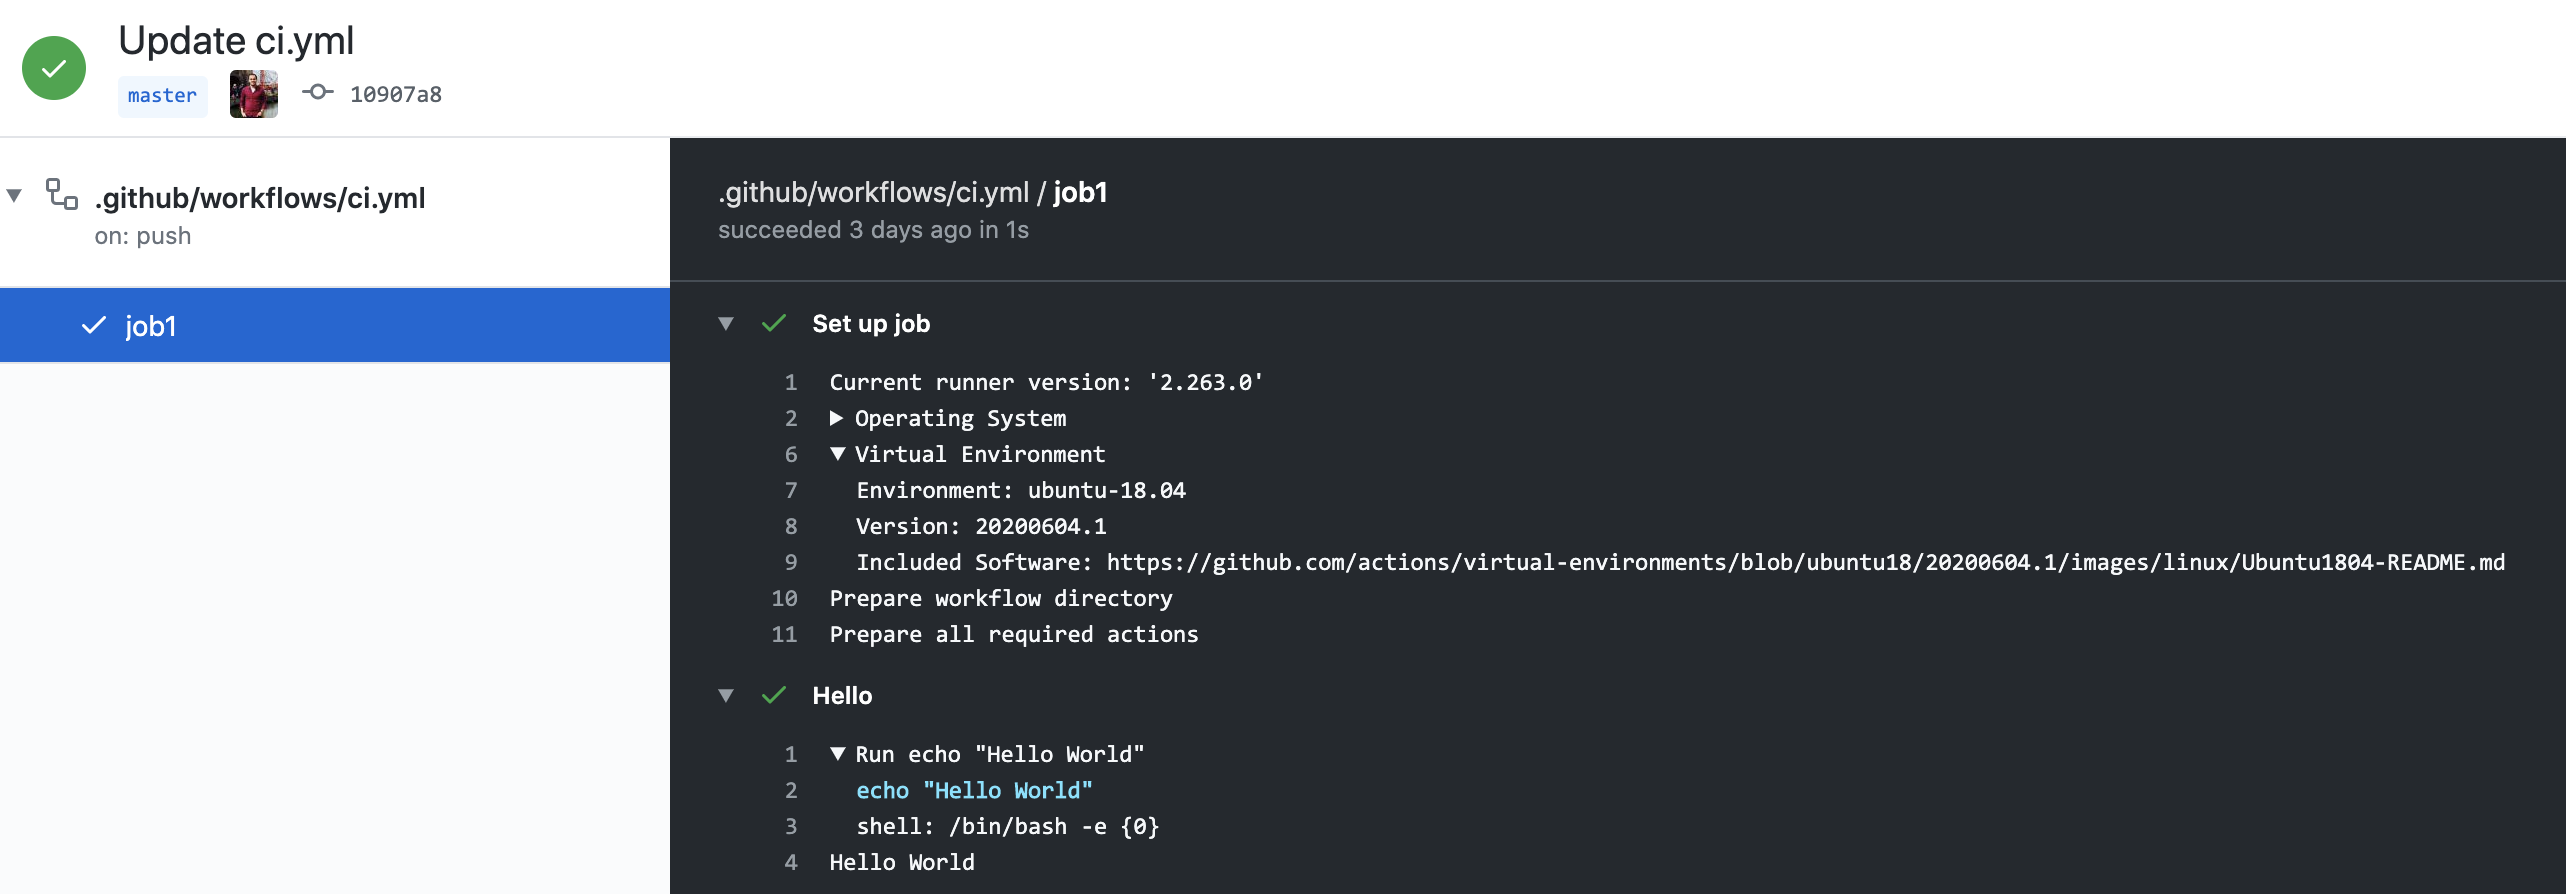 Update ci.yml
master 10907a8
.github/workflows/ci.yml
on: push
job1
.github/workflows/ci.yml / job1
succeeded 3 days ago in 1s
Set up job
1 Current runner version: '2.263.0'
2 Operating System
6 Virtual Environment
7 Environment: ubuntu-18.04
8 Version: 20200604.1
9 Included Software: https://github.com/actions/virtual-environments/blob/ubuntu18/20200604.1/images/linux/Ubuntu1804-README.md
10 Prepare workflow directory
11 Prepare all required actions
Hello
1 Run echo "Hello World"
2 echo "Hello World"
3 shell: /bin/bash -e {0}
4 Hello World